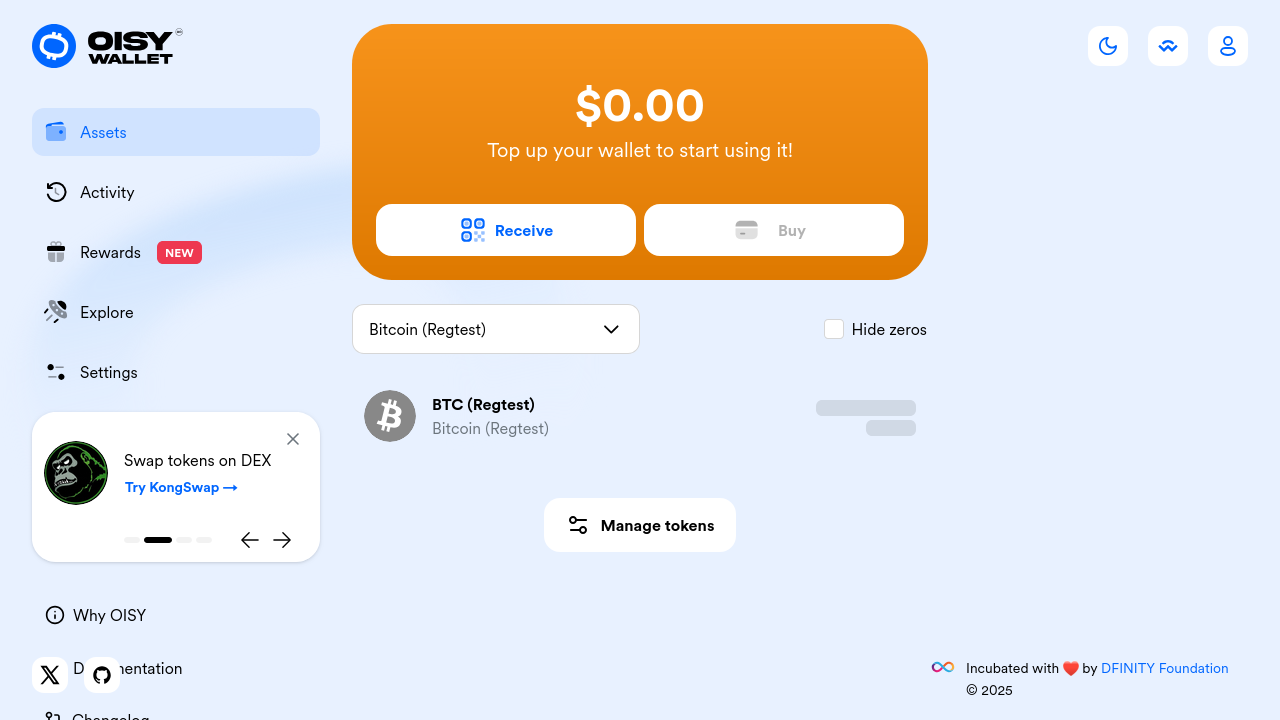 OISY
WALLET
Assets
Activity
Rewards NEW
Explore
Settings
Swap tokens on DEX
Try KongSwap →
Why OISY
Changelog
$0.00
Top up your wallet to start using it!
Receive
Buy
Bitcoin (Regtest)
Hide zeros
BTC (Regtest)
Bitcoin (Regtest)
Manage tokens
Incubated with ❤️ by DFINITY Foundation
© 2025